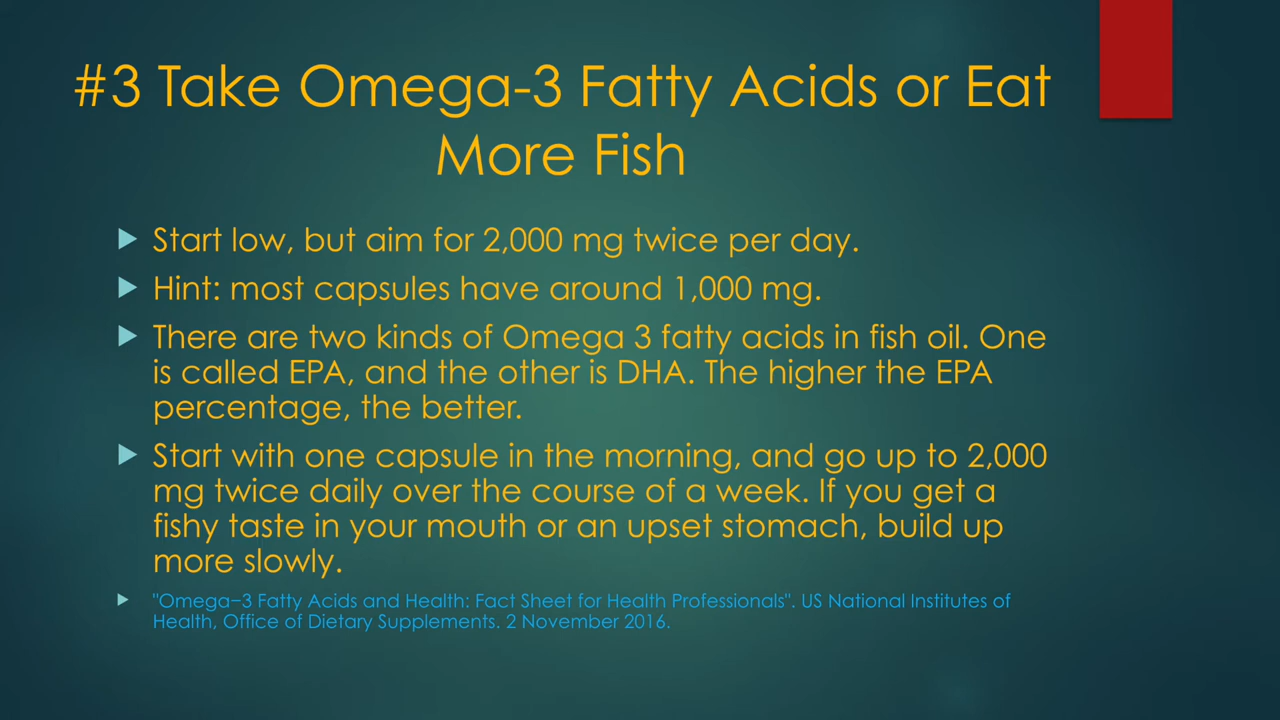 #3 Take Omega-3 Fatty Acids or Eat
More Fish
Start low, but aim for 2,000 mg twice per day.
Hint: most capsules have around 1,000 mg.
There are two kinds of Omega 3 fatty acids in fish oil. One
is called EPA, and the other is DHA. The higher the EPA
percentage, the better.
Start with one capsule in the morning, and go up to 2,000
mg twice daily over the course of a week. If you get a
fishy taste in your mouth or an upset stomach, build up
more slowly.
"Omega−3 Fatty Acids and Health: Fact Sheet for Health Professionals". US National Institutes of
Health, Office of Dietary Supplements. 2 November 2016.